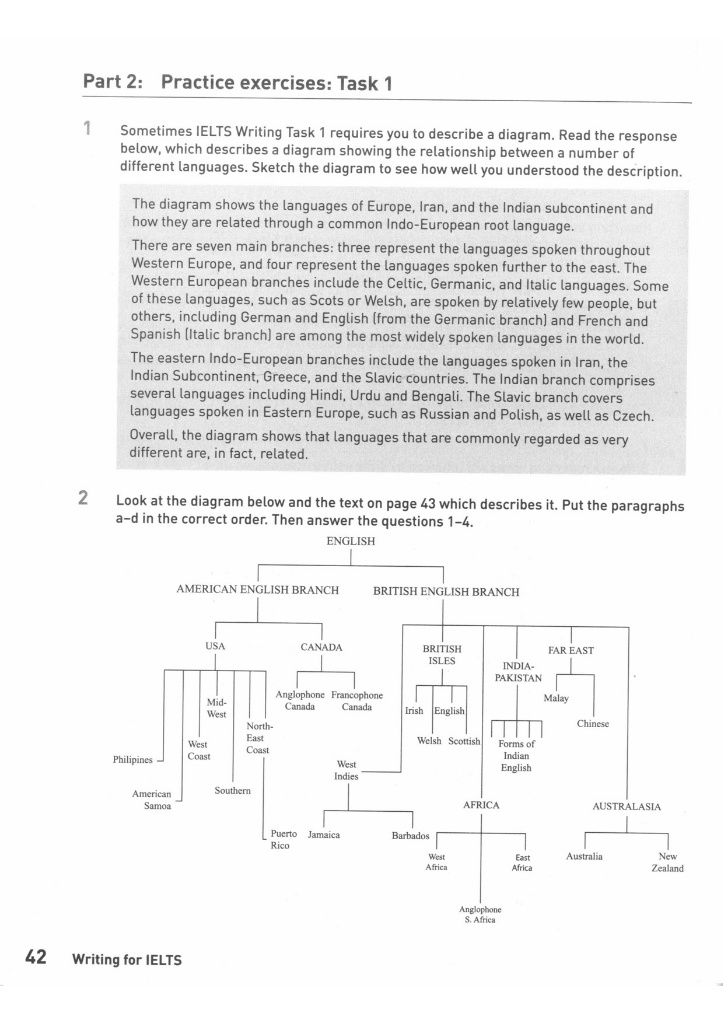 Part 2: Practice exercises: Task 1
1 Sometimes IELTS Writing Task 1 requires you to describe a diagram. Read the response
below, which describes a diagram showing the relationship between a number of
different languages. Sketch the diagram to see how well you understood the description.
The diagram shows the languages of Europe, Iran, and the Indian subcontinent and
how they are related through a common Indo-European root language.
There are seven main branches: three represent the languages spoken throughout
Western Europe, and four represent the languages spoken further to the east. The
Western European branches include the Celtic, Germanic, and Italic languages. Some
of these languages, such as Scots or Welsh, are spoken by relatively few people, but
others, including German and English (from the Germanic branch) and French and
Spanish (Italic branch) are among the most widely spoken languages in the world.
The eastern Indo-European branches include the languages spoken in Iran, the
Indian Subcontinent, Greece, and the Slavic countries. The Indian branch comprises
several languages including Hindi, Urdu and Bengali. The Slavic branch covers
languages spoken in Eastern Europe, such as Russian and Polish, as well as Czech.
Overall, the diagram shows that languages that are commonly regarded as very
different are, in fact, related.
2 Look at the diagram below and the text on page 43 which describes it. Put the paragraphs
a–d in the correct order. Then answer the questions 1–4.
ENGLISH
AMERICAN ENGLISH BRANCH
BRITISH ENGLISH BRANCH
USA
CANADA
BRITISH
ISLES
INDIA-
PAKISTAN
FAR EAST
Anglophone
Canada
Francophone
Canada
Mid-
West
North-
East
Coast
West
Coast
Philipines
American
Samoa
Southern
Puerto
Rico
Irish
English
Welsh
Scottish
Malay
Chinese
Forms of
Indian
English
West
Indies
Jamaica
Barbados
AFRICA
West
Africa
East
Africa
Anglophone
S. Africa
AUSTRALASIA
Australia
New
Zealand
42 Writing for IELTS